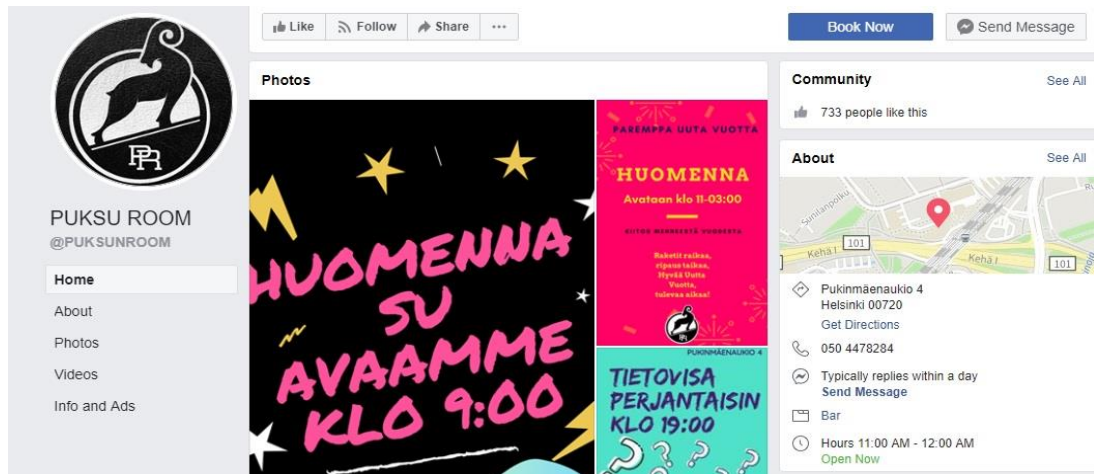 PR
PUKSU ROOM
@PUKSUNROOM
Home
About
Photos
Videos
Info and Ads
Like
Follow
Share
...
Book Now
Send Message
Photos
HUOMENNA
SU
AVAAMME
KLO 9:00
PAREMPPA UUTA VUOTTA
HUOMENNA
Avataan klo 11-03:00
KIITOS MENNEESTÄ VUODESTA
Raketit raikaa,
ripaus taikaa,
Hyvää Uutta
Vuotta,
tulevaa aikaa!
PUKINMÄENAUKIO 4
TIETOVISA
PERJANTAISIN
KLO 19:00
???
Community
See All
733 people like this
About
See All
Sunilanpolku
101
Kehä I
Kehä I
101
Pukinmäenaukio 4
Helsinki 00720
Get Directions
050 4478284
Typically replies within a day
Send Message
Bar
Hours 11:00 AM - 12:00 AM
Open Now